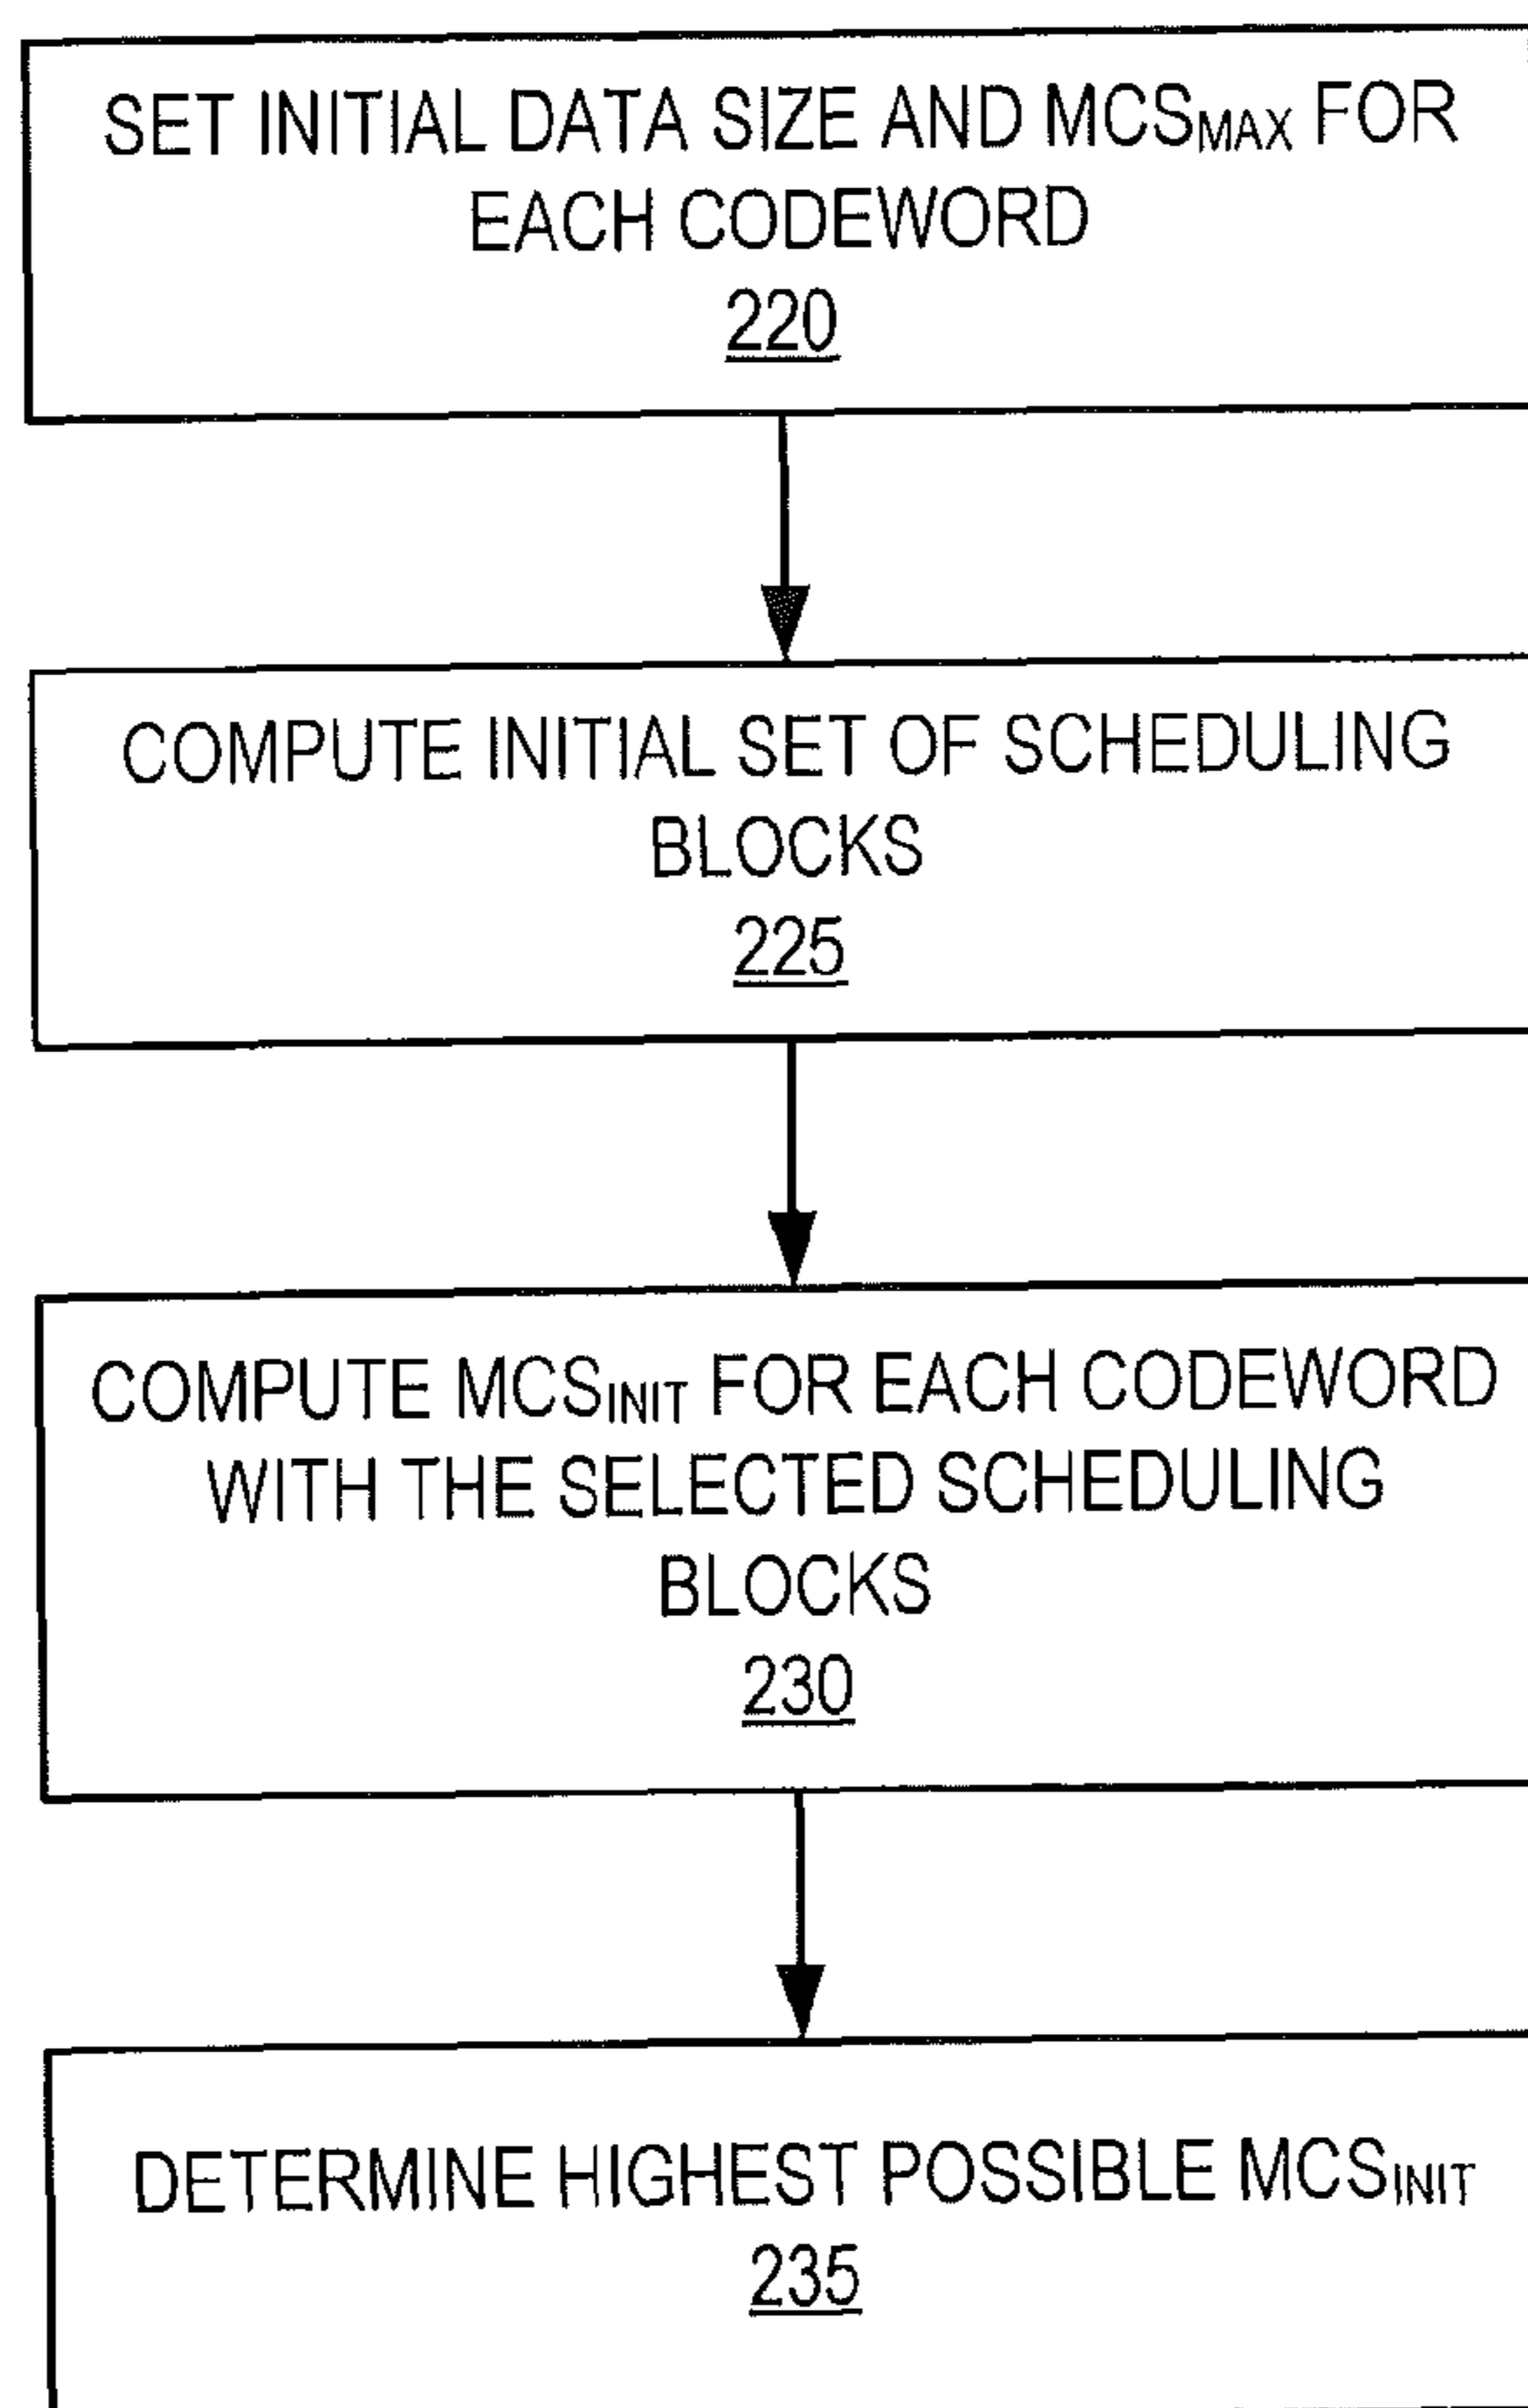 SET INITIAL DATA SIZE AND MCSMAX FOR
EACH CODEWORD
220
COMPUTE INITIAL SET OF SCHEDULING
BLOCKS
225
COMPUTE MCSINIT FOR EACH CODEWORD
WITH THE SELECTED SCHEDULING
BLOCKS
230
DETERMINE HIGHEST POSSIBLE MCSINIT
235